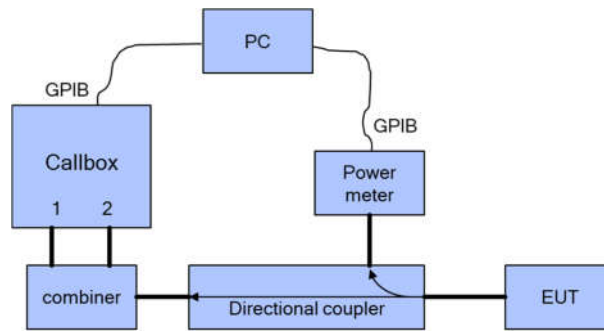 PC
GPIB
GPIB
Callbox
1 2
Power
meter
combiner
Directional coupler
EUT